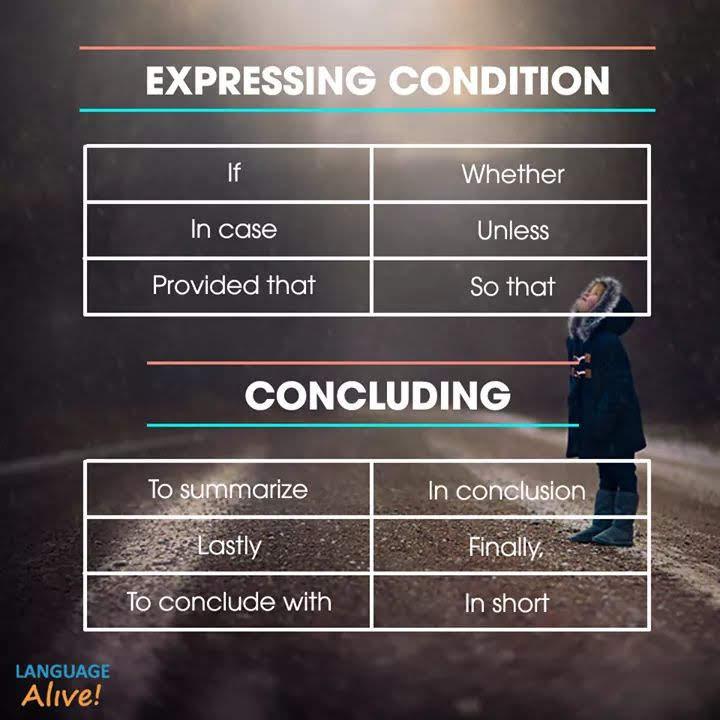 EXPRESSING CONDITION
If
Whether
In case
Unless
Provided that
So that
CONCLUDING
To summarize
In conclusion
Lastly
Finally,
To conclude with
In short
LANGUAGE
Alive!